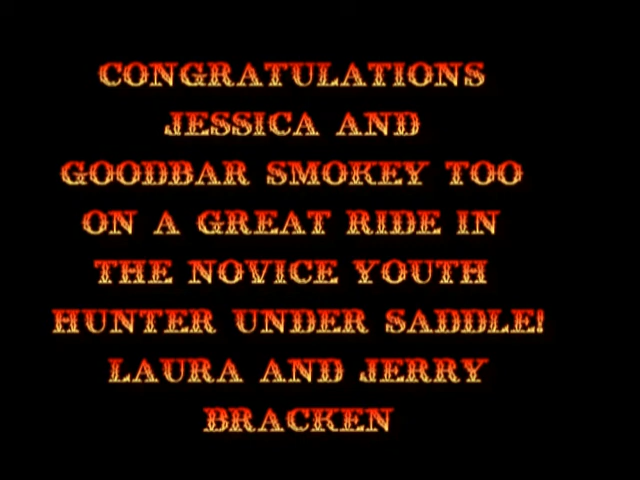 CONGRATULATIONS
JESSICA AND
GOODBAR SMOKEY TOO
ON A GREAT RIDE IN
THE NOVICE YOUTH
HUNTER UNDER SADDLE!
LAURA AND JERRY
BRACKEN